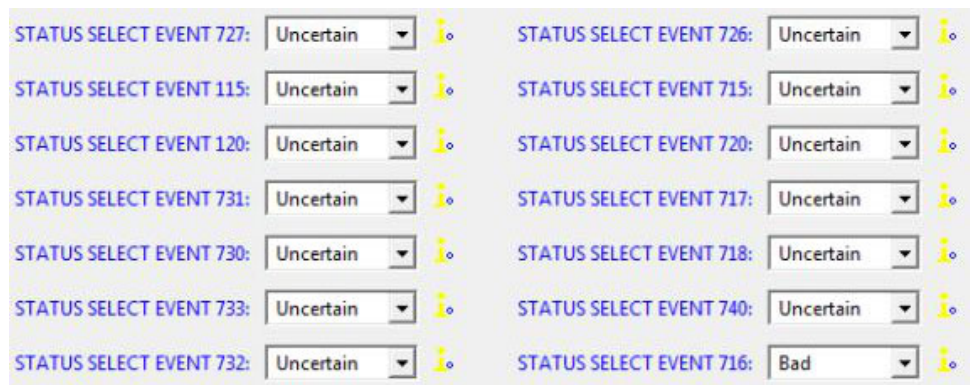 STATUS SELECT EVENT 727: Uncertain STATUS SELECT EVENT 726: Uncertain
STATUS SELECT EVENT 115: Uncertain STATUS SELECT EVENT 715: Uncertain
STATUS SELECT EVENT 120: Uncertain STATUS SELECT EVENT 720: Uncertain
STATUS SELECT EVENT 731: Uncertain STATUS SELECT EVENT 717: Uncertain
STATUS SELECT EVENT 730: Uncertain STATUS SELECT EVENT 718: Uncertain
STATUS SELECT EVENT 733: Uncertain STATUS SELECT EVENT 740: Uncertain
STATUS SELECT EVENT 732: Uncertain STATUS SELECT EVENT 716: Bad